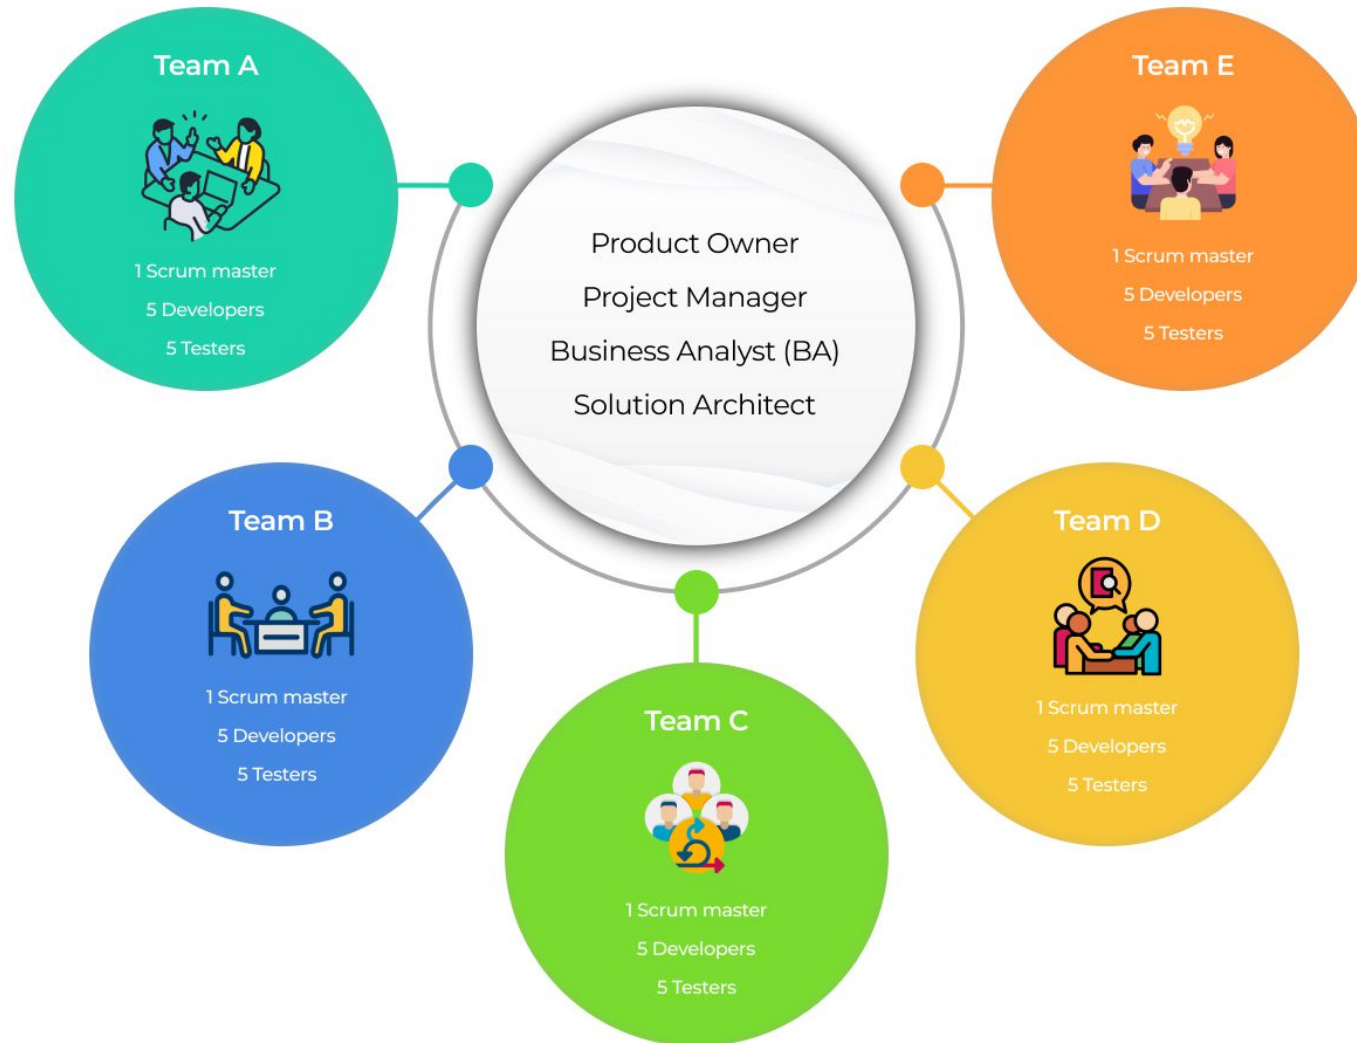 Team A
1 Scrum master
5 Developers
5 Testers
Product Owner
Project Manager
Business Analyst (BA)
Solution Architect
Team E
1 Scrum master
5 Developers
5 Testers
Team B
1 Scrum master
5 Developers
5 Testers
Team C
1 Scrum master
5 Developers
5 Testers
Team D
1 Scrum master
5 Developers
5 Testers